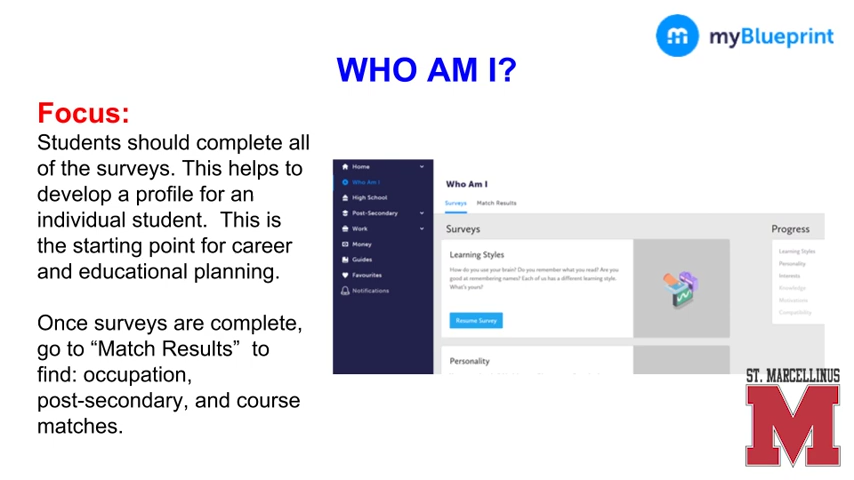 myBlueprint
WHO AM I?
Focus:
Students should complete all
of the surveys. This helps to
develop a profile for an
individual student.  This is
the starting point for career
and educational planning.
Once surveys are complete,
go to “Match Results”  to
find: occupation,
post-secondary, and course
matches.
Home
Who Am I
High School
Post-Secondary
Work
Money
Guides
Favourites
Notifications
Who Am I
Surveys Match Results
Surveys
Learning Styles
How do you use your brain? Do you remember what you read? Are you
good at remembering names? Each of us has a different learning style.
What's yours?
Resume Survey
Personality
Progress
Learning Styles
Personality
Interests
Knowledge
Motivations
Compatibility
ST. MARCELLINUS
M